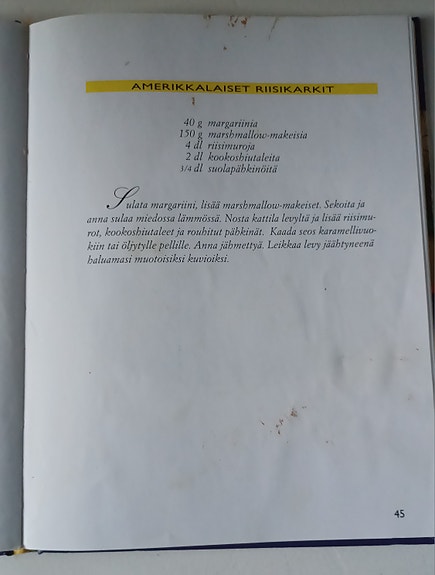 AMERIKKALAISET RIISIKARKIT
40 g margariinia
150 g marshmallow-makeisia
4 dl riisimuroja
2 dl kookoshiutaleita
3/4 dl suolapähkinöitä
Sulata margariini, lisää marshmallow-makeiset. Sekoita ja
anna sulaa miedossa lämmössä. Nosta kattila levyltä ja lisää riisimu-
rot, kookoshiutaleet ja rouhitut pähkinät. Kaada seos karamellivuo-
kiin tai öljytylle pellille. Anna jähmettyä. Leikkaa levy jäähtyneenä
haluamasi muotoisiksi kuvioiksi.
45